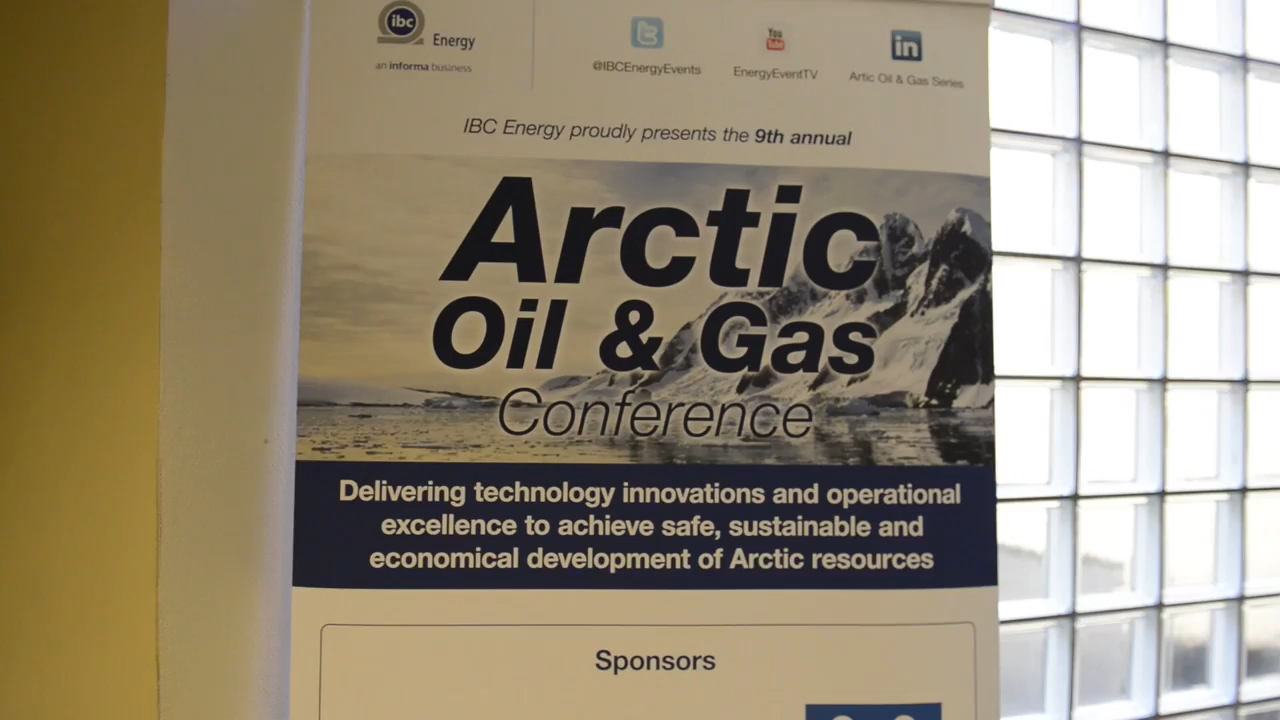 ibc
Energy
an informa business
@IBCEnergyEvents
You
Tube
EnergyEventTV
in
Artic Oil & Gas Series
IBC Energy proudly presents the 9th annual
Arctic
Oil & Gas
Conference
Delivering technology innovations and operational
excellence to achieve safe, sustainable and
economical development of Arctic resources
Sponsors